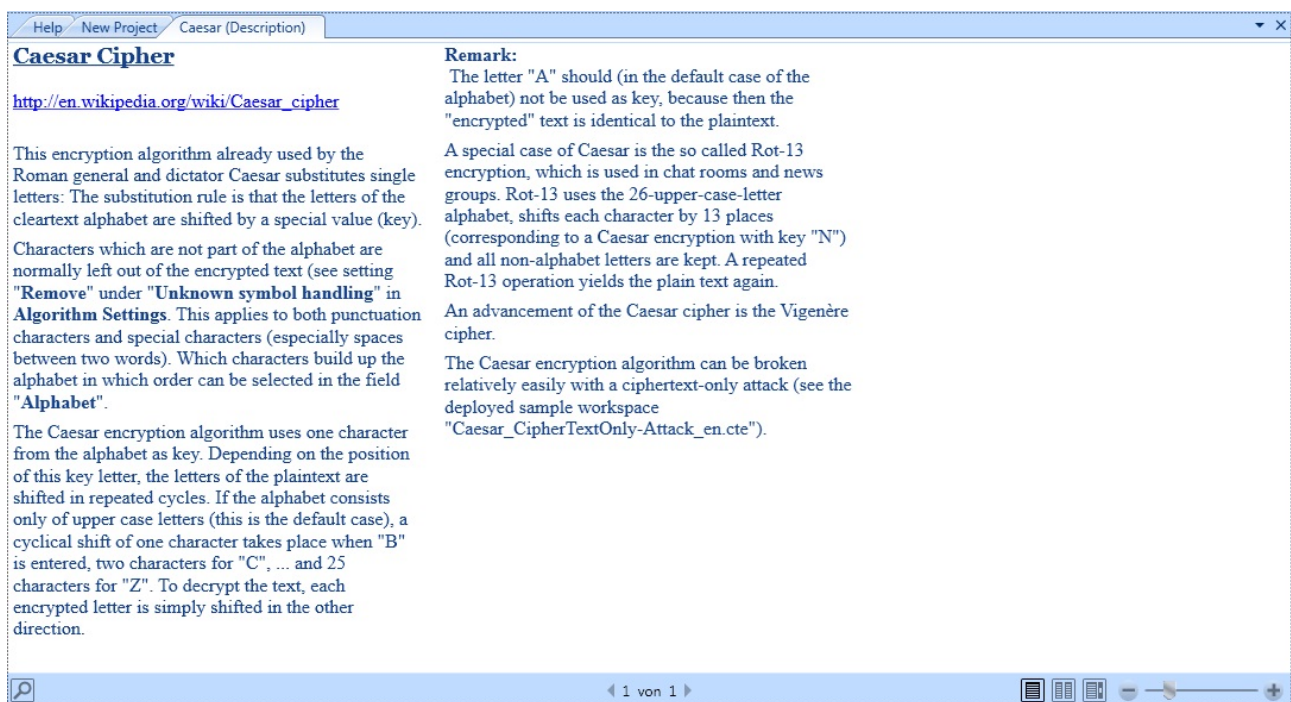 Help
New Project
Caesar (Description)
Caesar Cipher
http://en.wikipedia.org/wiki/Caesar_cipher
This encryption algorithm already used by the
Roman general and dictator Caesar substitutes single
letters: The substitution rule is that the letters of the
cleartext alphabet are shifted by a special value (key).
Characters which are not part of the alphabet are
normally left out of the encrypted text (see setting
"Remove" under "Unknown symbol handling" in
Algorithm Settings. This applies to both punctuation
characters and special characters (especially spaces
between two words). Which characters build up the
alphabet in which order can be selected in the field
"Alphabet".
The Caesar encryption algorithm uses one character
from the alphabet as key. Depending on the position
of this key letter, the letters of the plaintext are
shifted in repeated cycles. If the alphabet consists
only of upper case letters (this is the default case), a
cyclical shift of one character takes place when "B"
is entered, two characters for "C", ... and 25
characters for "Z". To decrypt the text, each
encrypted letter is simply shifted in the other
direction.
Remark:
The letter "A" should (in the default case of the
alphabet) not be used as key, because then the
"encrypted" text is identical to the plaintext.
A special case of Caesar is the so called Rot-13
encryption, which is used in chat rooms and news
groups. Rot-13 uses the 26-upper-case-letter
alphabet, shifts each character by 13 places
(corresponding to a Caesar encryption with key "N")
and all non-alphabet letters are kept. A repeated
Rot-13 operation yields the plain text again.
An advancement of the Caesar cipher is the Vigenère
cipher.
The Caesar encryption algorithm can be broken
relatively easily with a ciphertext-only attack (see the
deployed sample workspace
"Caesar_CipherTextOnly-Attack_en.cte").
1 von 1